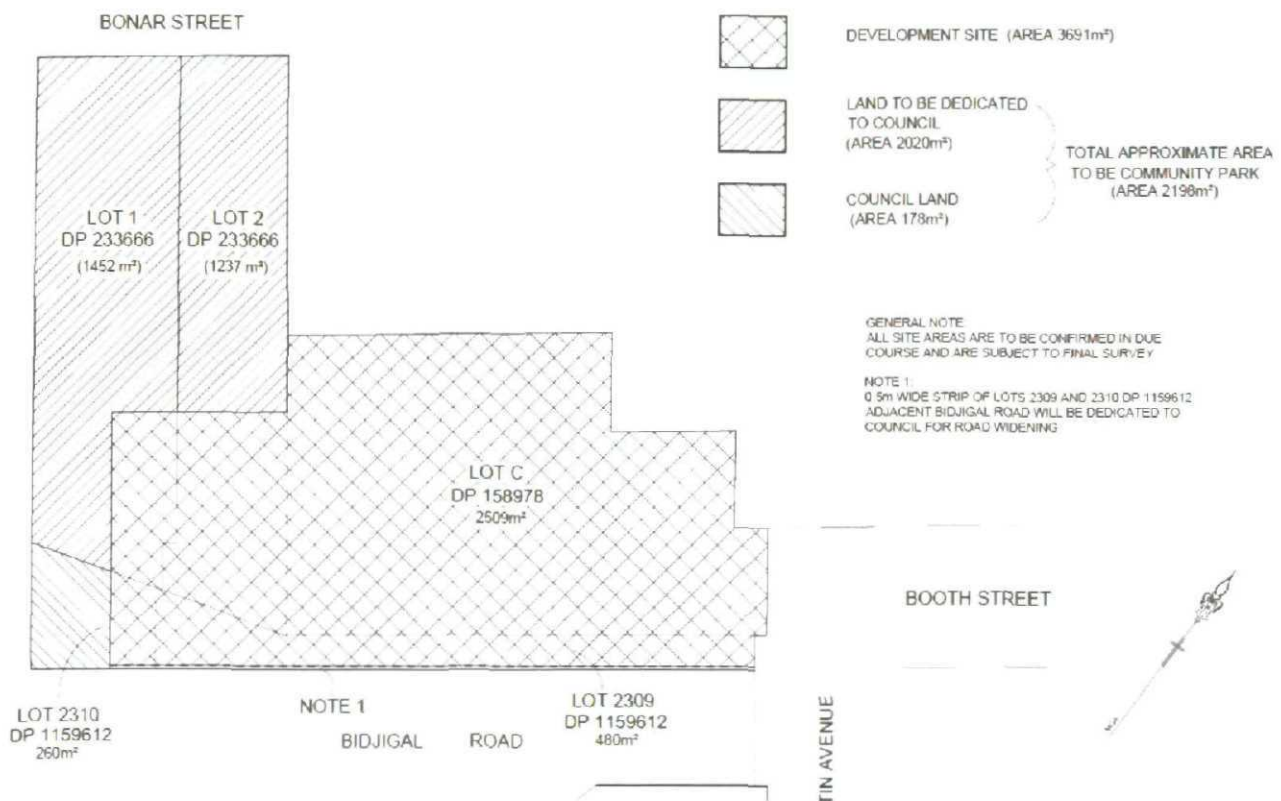 BONAR STREET
DEVELOPMENT SITE (AREA 3691m²)
LAND TO BE DEDICATED
TO COUNCIL
(AREA 2020m²)
COUNCIL LAND
(AREA 178m²)
TOTAL APPROXIMATE AREA
TO BE COMMUNITY PARK
(AREA 2198m²)
LOT 1
DP 233666
(1452 m²)
LOT 2
DP 233666
(1237 m²)
GENERAL NOTE
ALL SITE AREAS ARE TO BE CONFIRMED IN DUE
COURSE AND ARE SUBJECT TO FINAL SURVEY
NOTE 1:
0.5m WIDE STRIP OF LOTS 2309 AND 2310 DP 1159612
ADJACENT BIDJIGAL ROAD WILL BE DEDICATED TO
COUNCIL FOR ROAD WIDENING
LOT C
DP 158978
2509m²
BOOTH STREET
LOT 2310
DP 1159612
260m²
NOTE 1
LOT 2309
DP 1159612
480m²
BIDJIGAL ROAD
TIN AVENUE